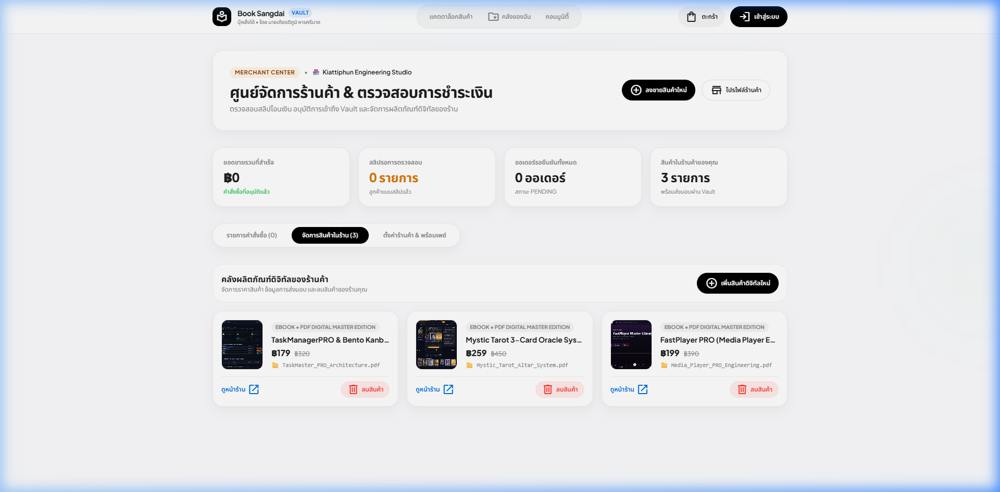 Book Sangdai VAULT
บุ๊คสั่งได้ • โดย นายเกียรติภูมิ หารศรีนาถ
แคตตาล็อกสินค้า
คลังของฉัน
คอมมูนิตี้
ตะกร้า
เข้าสู่ระบบ
MERCHANT CENTER • Kiattiphun Engineering Studio
ศูนย์จัดการร้านค้า & ตรวจสอบการชำระเงิน
ตรวจสอบสลิปโอนเงิน อนุมัติการเข้าถึง Vault และจัดการผลิตภัณฑ์ดิจิทัลของร้าน
ลงขายสินค้าใหม่
โปรไฟล์ร้านค้า
ยอดขายรวมที่สำเร็จ
฿0
คำสั่งซื้อที่อนุมัติแล้ว
สลิปรอการตรวจสอบ
0 รายการ
ลูกค้าแนบสลิปแล้ว
ออเดอร์รอยืนยันทั้งหมด
0 ออเดอร์
สถานะ PENDING
สินค้าในร้านค้าของคุณ
3 รายการ
พร้อมส่งมอบผ่าน Vault
รายการคำสั่งซื้อ (0)
จัดการสินค้าในร้าน (3)
ตั้งค่าร้านค้า & พร้อมเพย์
คลังผลิตภัณฑ์ดิจิทัลของร้านค้า
จัดการราคาสินค้า ข้อมูลการส่งมอบ และลบสินค้าของร้านคุณ
เพิ่มสินค้าดิจิทัลใหม่
EBOOK • PDF DIGITAL MASTER EDITION
TaskManagerPRO & Bento Kanb...
฿179 ฿320
TaskMaster_PRO_Architecture.pdf
ดูหน้าร้าน
ลบสินค้า
EBOOK • PDF DIGITAL MASTER EDITION
Mystic Tarot 3-Card Oracle Sys...
฿259 ฿450
Mystic_Tarot_Altar_System.pdf
ดูหน้าร้าน
ลบสินค้า
FastPlayer Master Library
EBOOK • PDF DIGITAL MASTER EDITION
FastPlayer PRO (Media Player E...
฿199 ฿390
Media_Player_PRO_Engineering.pdf
ดูหน้าร้าน
ลบสินค้า